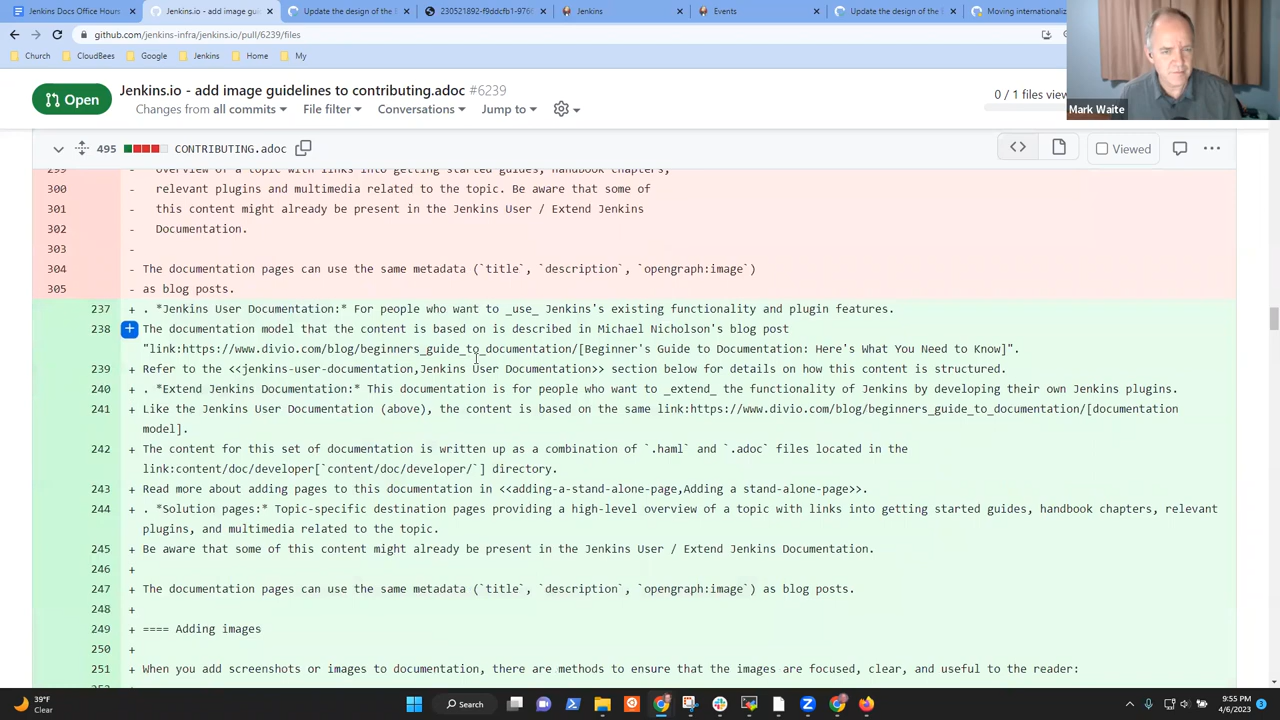 Jenkins Docs Office Hours
Jenkins.io - add image gui
Update the design of the
230521892-f9ddcfb1-9766
Jenkins
Events
Update the design of the
Moving internationaliz
github.com/jenkins-infra/jenkins.io/pull/6239/files
Church
CloudBees
Google
Jenkins
Home
My
Open
Jenkins.io - add image guidelines to contributing.adoc #6239
Changes from all commits
File filter
Conversations
Jump to
0 / 1 files view
Mark Waite
495
CONTRIBUTING.adoc
Viewed
299 - overview of a topic with links into getting started guides, handbook chapters,
300 - relevant plugins and multimedia related to the topic. Be aware that some of
301 - this content might already be present in the Jenkins User / Extend Jenkins
302 - Documentation.
303 -
304 - The documentation pages can use the same metadata (`title`, `description`, `opengraph:image`)
305 - as blog posts.
237 + . *Jenkins User Documentation:* For people who want to _use_ Jenkins's existing functionality and plugin features.
238 + The documentation model that the content is based on is described in Michael Nicholson's blog post
"link:https://www.divio.com/blog/beginners_guide_to_documentation/[Beginner's Guide to Documentation: Here's What You Need to Know]".
239 + Refer to the <<jenkins-user-documentation,Jenkins User Documentation>> section below for details on how this content is structured.
240 + . *Extend Jenkins Documentation:* This documentation is for people who want to _extend_ the functionality of Jenkins by developing their own Jenkins plugins.
241 + Like the Jenkins User Documentation (above), the content is based on the same link:https://www.divio.com/blog/beginners_guide_to_documentation/[documentation
model].
242 + The content for this set of documentation is written up as a combination of `.haml` and `.adoc` files located in the
link:content/doc/developer[`content/doc/developer/`] directory.
243 + Read more about adding pages to this documentation in <<adding-a-stand-alone-page,Adding a stand-alone-page>>.
244 + . *Solution pages:* Topic-specific destination pages providing a high-level overview of a topic with links into getting started guides, handbook chapters, relevant
plugins, and multimedia related to the topic.
245 + Be aware that some of this content might already be present in the Jenkins User / Extend Jenkins Documentation.
246 +
247 + The documentation pages can use the same metadata (`title`, `description`, `opengraph:image`) as blog posts.
248 +
249 + ==== Adding images
250 +
251 + When you add screenshots or images to documentation, there are methods to ensure that the images are focused, clear, and useful to the reader:
39°F
Clear
Search
9:55 PM
4/6/2023